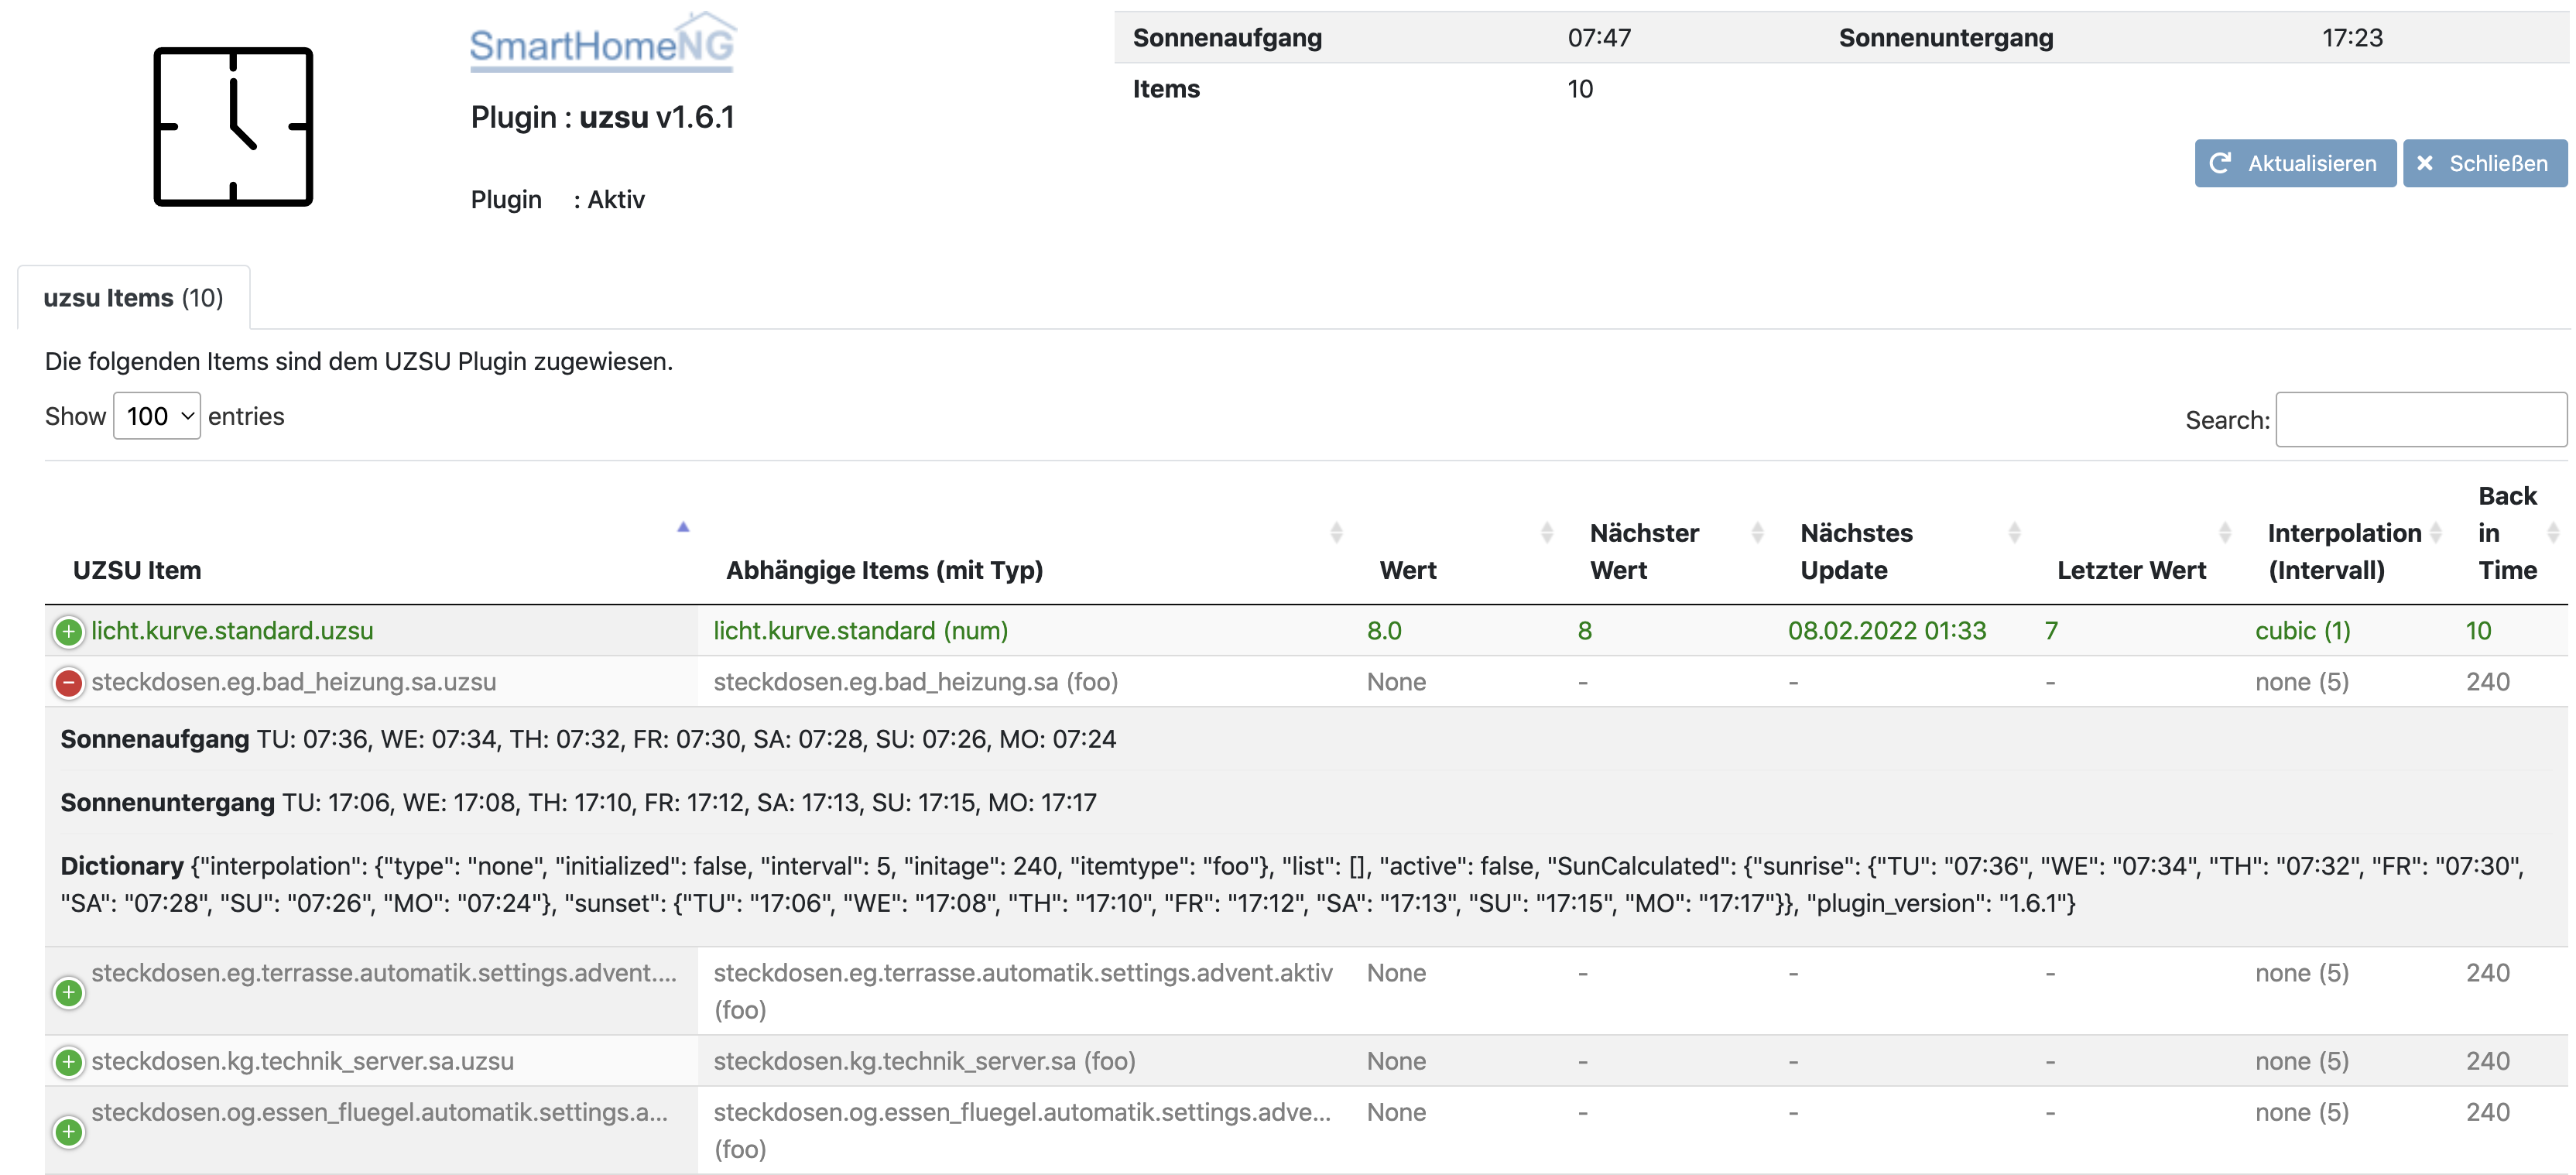 SmartHomeNG
Plugin : uzsu v1.6.1
Plugin : Aktiv
Sonnenaufgang 07:47 Sonnenuntergang 17:23
Items 10
Aktualisieren Schließen
uzsu Items (10)
Die folgenden Items sind dem UZSU Plugin zugewiesen.
Show 100 entries
Search:
UZSU Item Abhängige Items (mit Typ) Wert Nächster Wert Nächstes Update Letzter Wert Interpolation (Intervall) Back in Time
licht.kurve.standard.uzsu licht.kurve.standard (num) 8.0 8 08.02.2022 01:33 7 cubic (1) 10
steckdosen.eg.bad_heizung.sa.uzsu steckdosen.eg.bad_heizung.sa (foo) None - - - none (5) 240
Sonnenaufgang TU: 07:36, WE: 07:34, TH: 07:32, FR: 07:30, SA: 07:28, SU: 07:26, MO: 07:24
Sonnenuntergang TU: 17:06, WE: 17:08, TH: 17:10, FR: 17:12, SA: 17:13, SU: 17:15, MO: 17:17
Dictionary {"interpolation": {"type": "none", "initialized": false, "interval": 5, "initage": 240, "itemtype": "foo"}, "list": [], "active": false, "SunCalculated": {"sunrise": {"TU": "07:36", "WE": "07:34", "TH": "07:32", "FR": "07:30",
"SA": "07:28", "SU": "07:26", "MO": "07:24"}, "sunset": {"TU": "17:06", "WE": "17:08", "TH": "17:10", "FR": "17:12", "SA": "17:13", "SU": "17:15", "MO": "17:17"}}, "plugin_version": "1.6.1"}
steckdosen.eg.terrasse.automatik.settings.advent.... steckdosen.eg.terrasse.automatik.settings.advent.aktiv None - - - none (5) 240
(foo)
steckdosen.kg.technik_server.sa.uzsu steckdosen.kg.technik_server.sa (foo) None - - - none (5) 240
steckdosen.og.essen_fluegel.automatik.settings.a... steckdosen.og.essen_fluegel.automatik.settings.adve... None - - - none (5) 240
(foo)